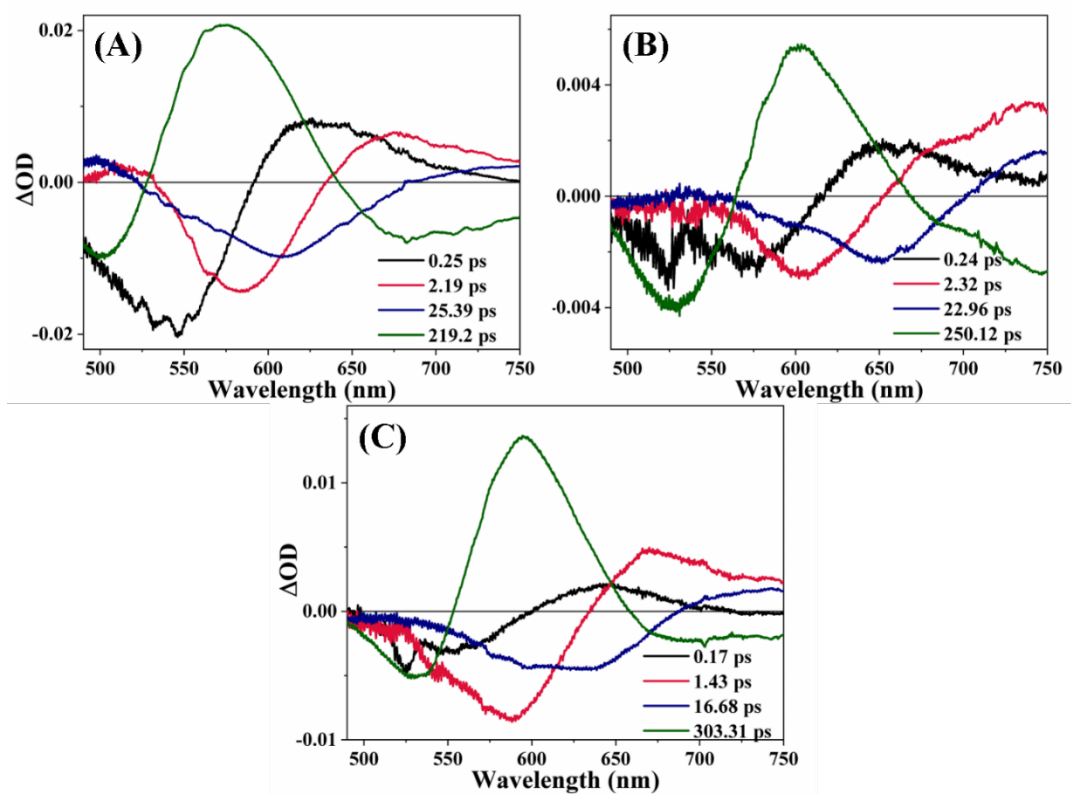 (A)
0.02
0.00
-0.02
ΔOD
0.25 ps
2.19 ps
25.39 ps
219.2 ps
500 550 600 650 700 750
Wavelength (nm)
(B)
0.004
0.000
-0.004
0.24 ps
2.32 ps
22.96 ps
250.12 ps
500 550 600 650 700 750
Wavelength (nm)
(C)
0.01
0.00
-0.01
ΔOD
0.17 ps
1.43 ps
16.68 ps
303.31 ps
500 550 600 650 700 750
Wavelength (nm)